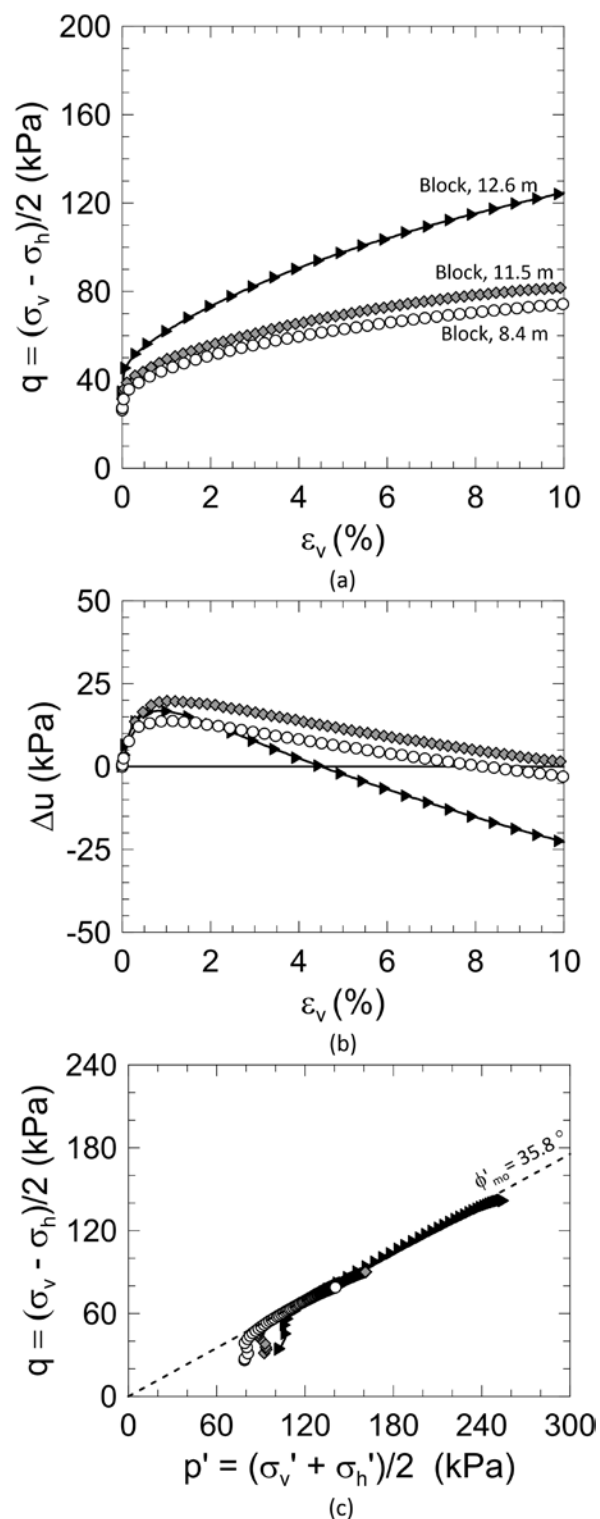 200
160
120
80
40
0
q = (σv - σh)/2 (kPa)
Block, 12.6 m
Block, 11.5 m
Block, 8.4 m
0 2 4 6 8 10
εv (%)
(a)
50
25
0
-25
-50
Δu (kPa)
0 2 4 6 8 10
εv (%)
(b)
240
180
120
60
0
q = (σv - σh)/2 (kPa)
ϕ'mo = 35.8 °
0 60 120 180 240 300
p' = (σv' + σh')/2 (kPa)
(c)